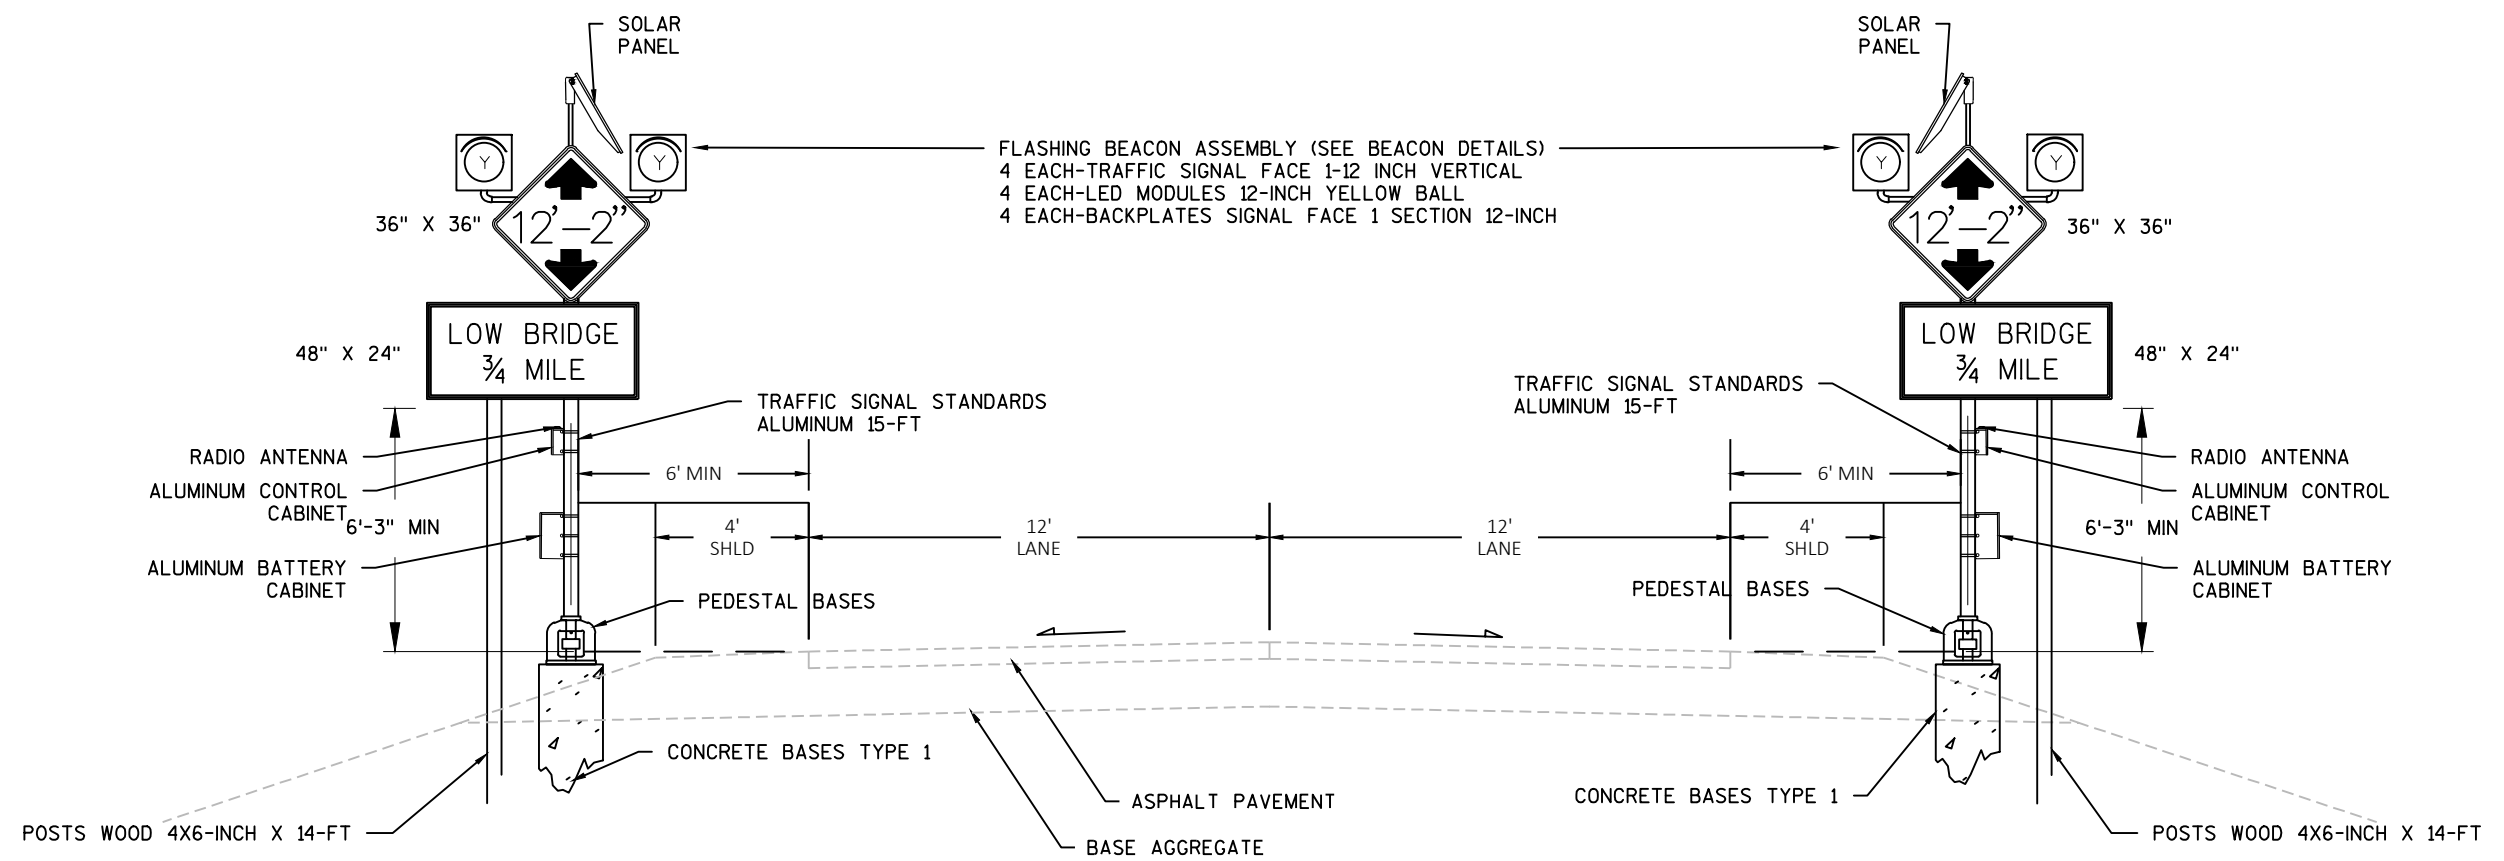 SOLAR
PANEL
SOLAR
PANEL
FLASHING BEACON ASSEMBLY (SEE BEACON DETAILS)
4 EACH-TRAFFIC SIGNAL FACE 1-12 INCH VERTICAL
4 EACH-LED MODULES 12-INCH YELLOW BALL
4 EACH-BACKPLATES SIGNAL FACE 1 SECTION 12-INCH
Y
Y
Y
Y
36" X 36"
12'-2"
12'-2"
36" X 36"
48" X 24"
LOW BRIDGE
¾ MILE
LOW BRIDGE
¾ MILE
48" X 24"
TRAFFIC SIGNAL STANDARDS
ALUMINUM 15-FT
TRAFFIC SIGNAL STANDARDS
ALUMINUM 15-FT
RADIO ANTENNA
ALUMINUM CONTROL
CABINET
6'-3" MIN
ALUMINUM BATTERY
CABINET
6' MIN
4'
SHLD
12'
LANE
12'
LANE
6' MIN
4'
SHLD
RADIO ANTENNA
ALUMINUM CONTROL
CABINET
6'-3" MIN
ALUMINUM BATTERY
CABINET
PEDESTAL BASES
PEDESTAL BASES
CONCRETE BASES TYPE 1
ASPHALT PAVEMENT
BASE AGGREGATE
CONCRETE BASES TYPE 1
POSTS WOOD 4X6-INCH X 14-FT
POSTS WOOD 4X6-INCH X 14-FT